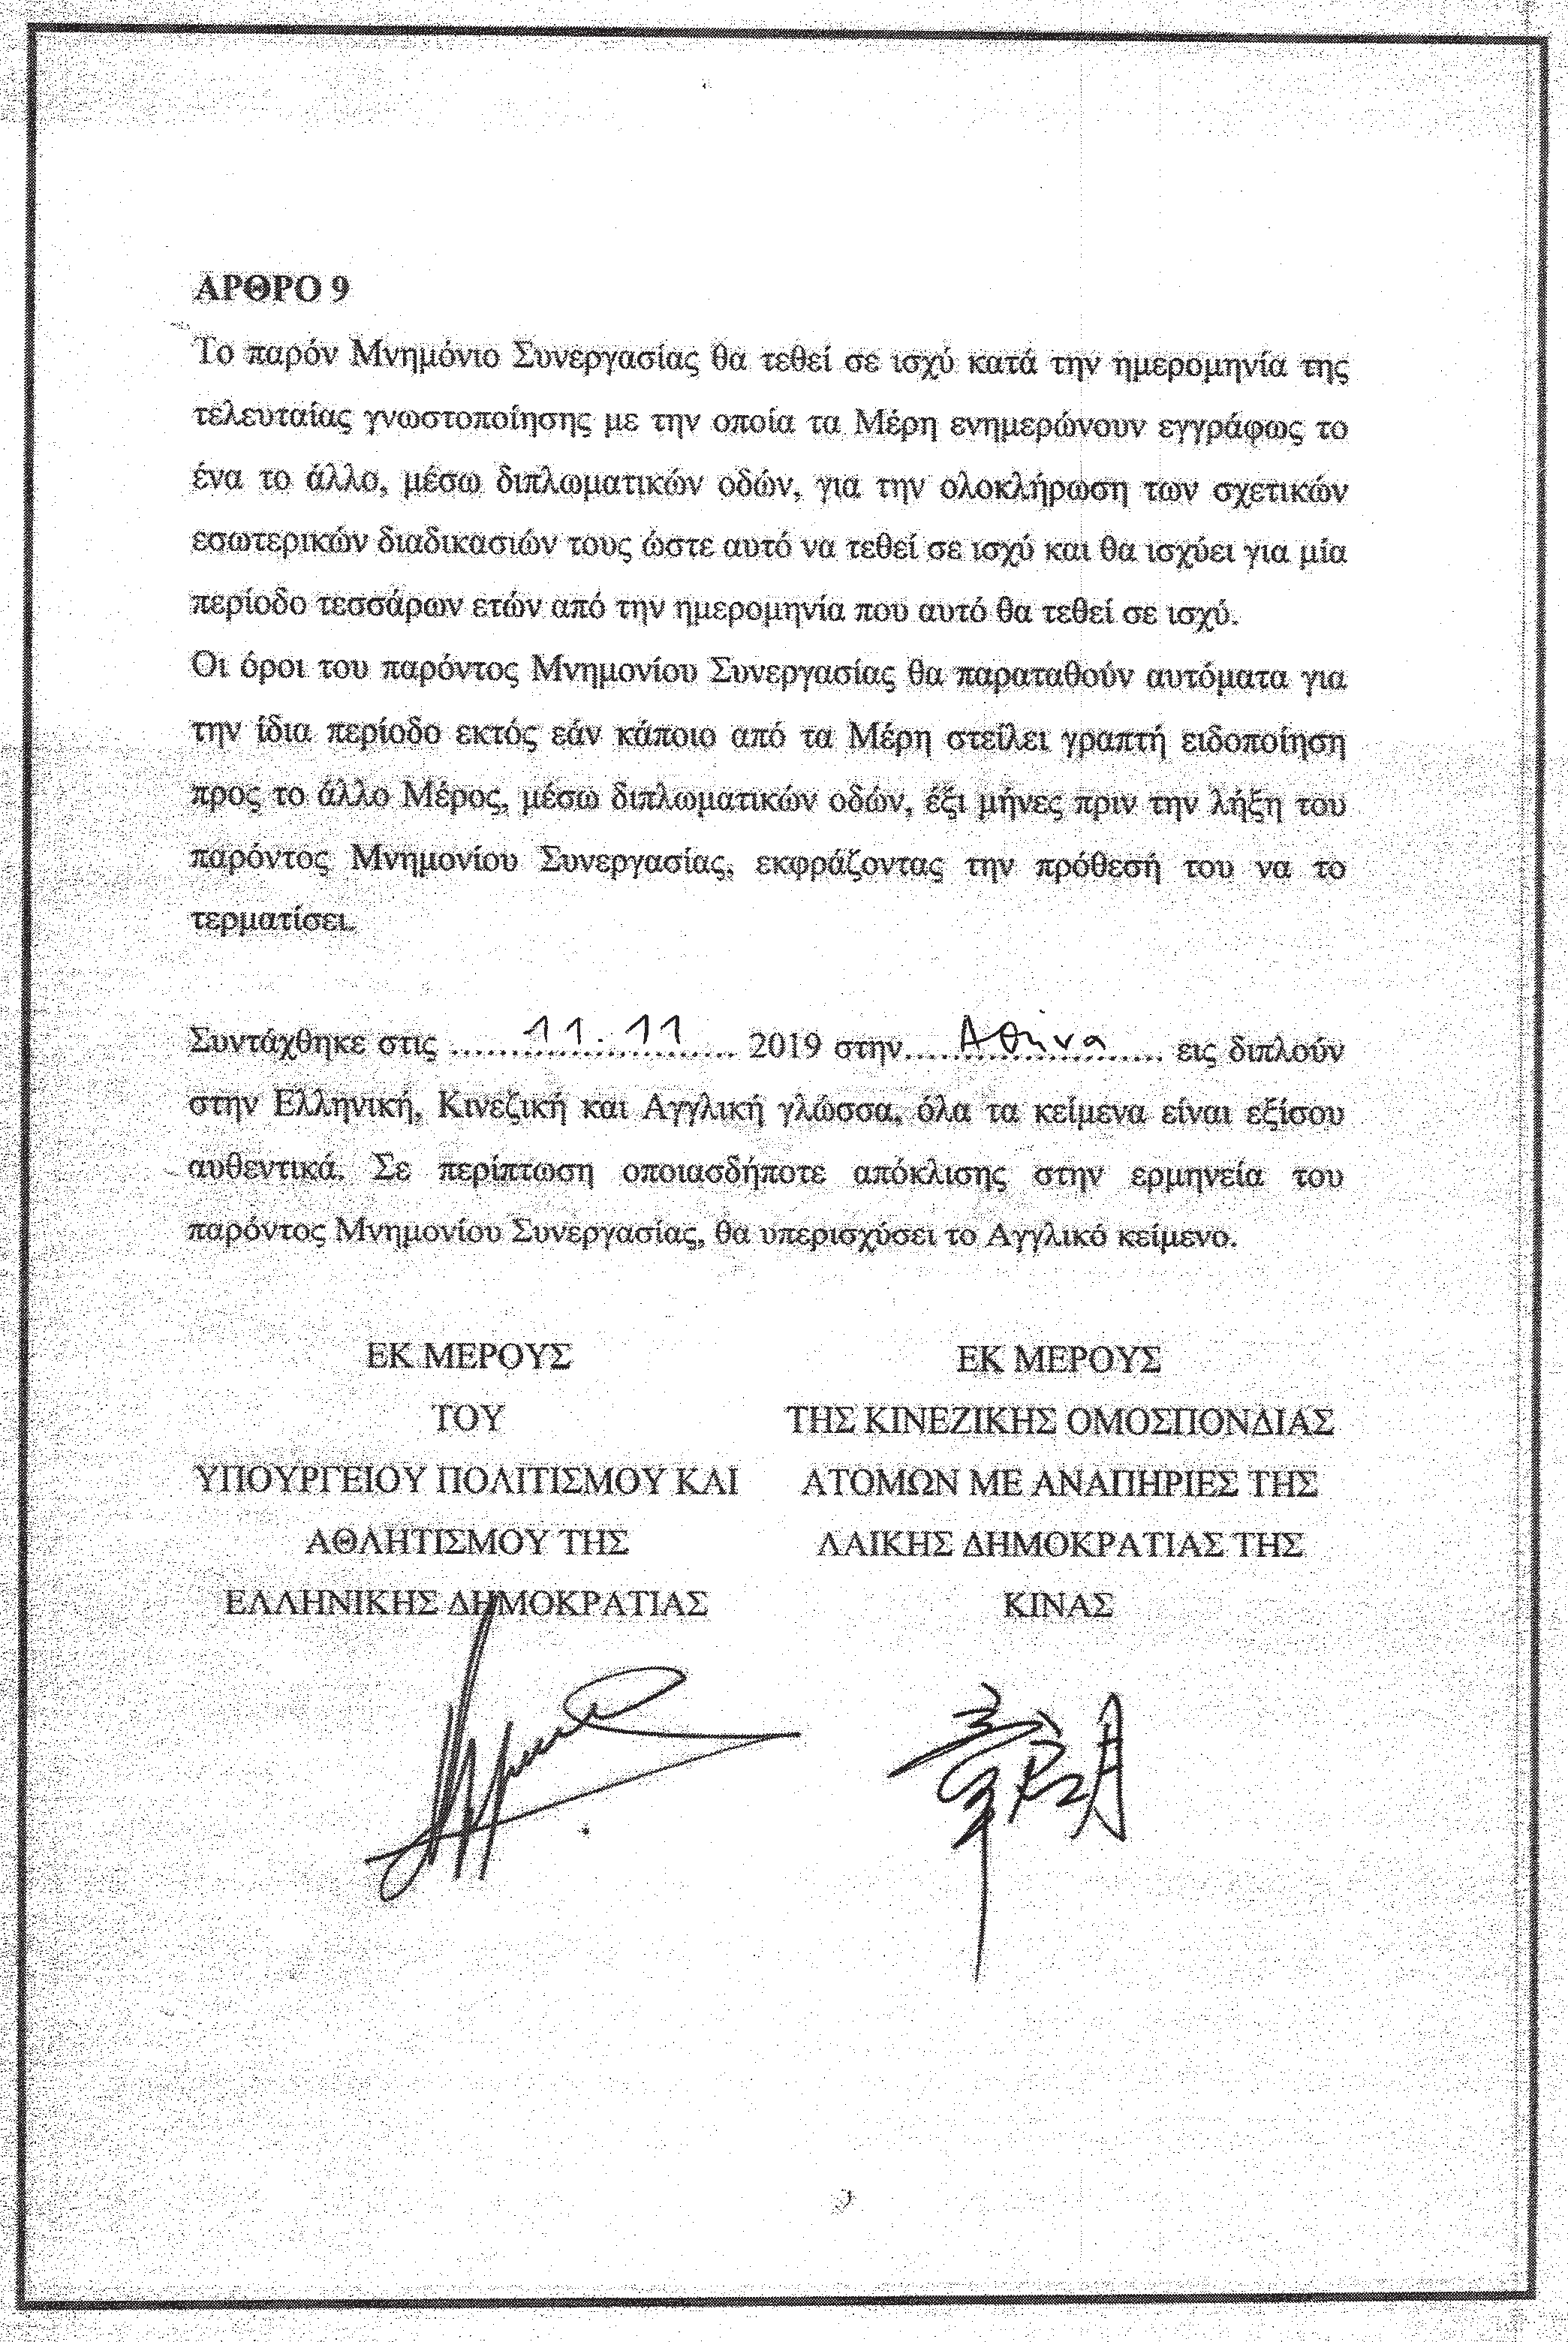 ΑΡΘΡΟ 9
Το παρόν Μνημόνιο Συνεργασίας θα τεθεί σε ισχύ κατά την ημερομηνία της
τελευταίας γνωστοποίησης με την οποία τα Μέρη ενημερώνουν εγγράφως το
ένα το άλλο, μέσω διπλωματικών οδών, για την ολοκλήρωση των σχετικών
εσωτερικών διαδικασιών τους ώστε αυτό να τεθεί σε ισχύ και θα ισχύει για μία
περίοδο τεσσάρων ετών από την ημερομηνία που αυτό θα τεθεί σε ισχύ.
Οι όροι του παρόντος Μνημονίου Συνεργασίας θα παραταθούν αυτόματα για
την ίδια περίοδο εκτός εάν κάποιο από τα Μέρη στείλει γραπτή ειδοποίηση
προς το άλλο Μέρος, μέσω διπλωματικών οδών, έξι μήνες πριν την λήξη του
παρόντος Μνημονίου Συνεργασίας, εκφράζοντας την πρόθεσή του να το
τερματίσει.
Συντάχθηκε στις 11.11 2019 στην Αθήνα εις διπλούν
στην Ελληνική, Κινεζική και Αγγλική γλώσσα, όλα τα κείμενα είναι εξίσου
αυθεντικά. Σε περίπτωση οποιασδήποτε απόκλισης στην ερμηνεία του
παρόντος Μνημονίου Συνεργασίας, θα υπερισχύσει το Αγγλικό κείμενο.
ΕΚ ΜΕΡΟΥΣ
ΤΟΥ
ΥΠΟΥΡΓΕΙΟΥ ΠΟΛΙΤΙΣΜΟΥ ΚΑΙ
ΑΘΛΗΤΙΣΜΟΥ ΤΗΣ
ΕΛΛΗΝΙΚΗΣ ΔΗΜΟΚΡΑΤΙΑΣ
ΕΚ ΜΕΡΟΥΣ
ΤΗΣ ΚΙΝΕΖΙΚΗΣ ΟΜΟΣΠΟΝΔΙΑΣ
ΑΤΟΜΩΝ ΜΕ ΑΝΑΠΗΡΙΕΣ ΤΗΣ
ΛΑΙΚΗΣ ΔΗΜΟΚΡΑΤΙΑΣ ΤΗΣ
ΚΙΝΑΣ